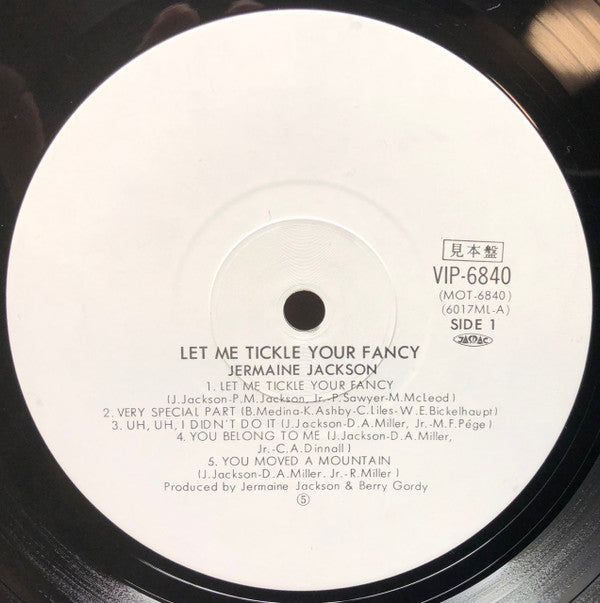 見本盤
VIP-6840
(MOT-6840)
(6017ML-A)
SIDE 1
JASRAC
LET ME TICKLE YOUR FANCY
JERMAINE JACKSON
1. LET ME TICKLE YOUR FANCY
(J.Jackson-P.M.Jackson, Jr.-P.Sawyer-M.McLeod)
2. VERY SPECIAL PART (B.Medina-K.Ashby-C.Liles-W.E.Bickelhaupt)
3. UH, UH, I DIDN'T DO IT (J.Jackson-D.A.Miller, Jr.-M.F.Pége)
4. YOU BELONG TO ME (J.Jackson-D.A.Miller,
Jr.-C.A.Dinnall)
5. YOU MOVED A MOUNTAIN
(J.Jackson-D.A.Miller. Jr-R.Miller)
Produced by Jermaine Jackson & Berry Gordy
⑤